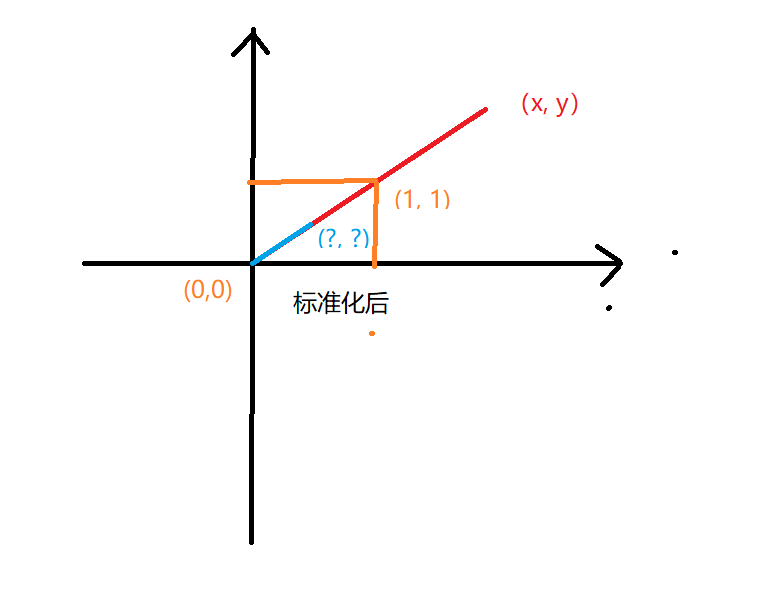 (x, y)
(1, 1)
(?, ?)
(0,0)
标准化后